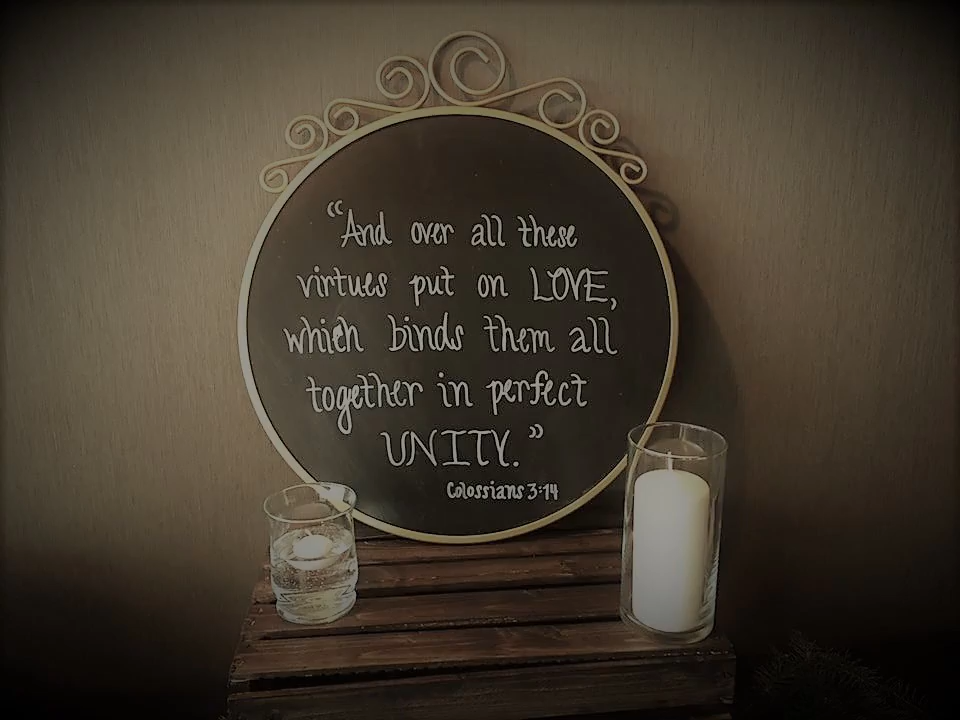 “And over all these
virtues put on LOVE,
which binds them all
together in perfect
UNITY.”
Colossians 3:14